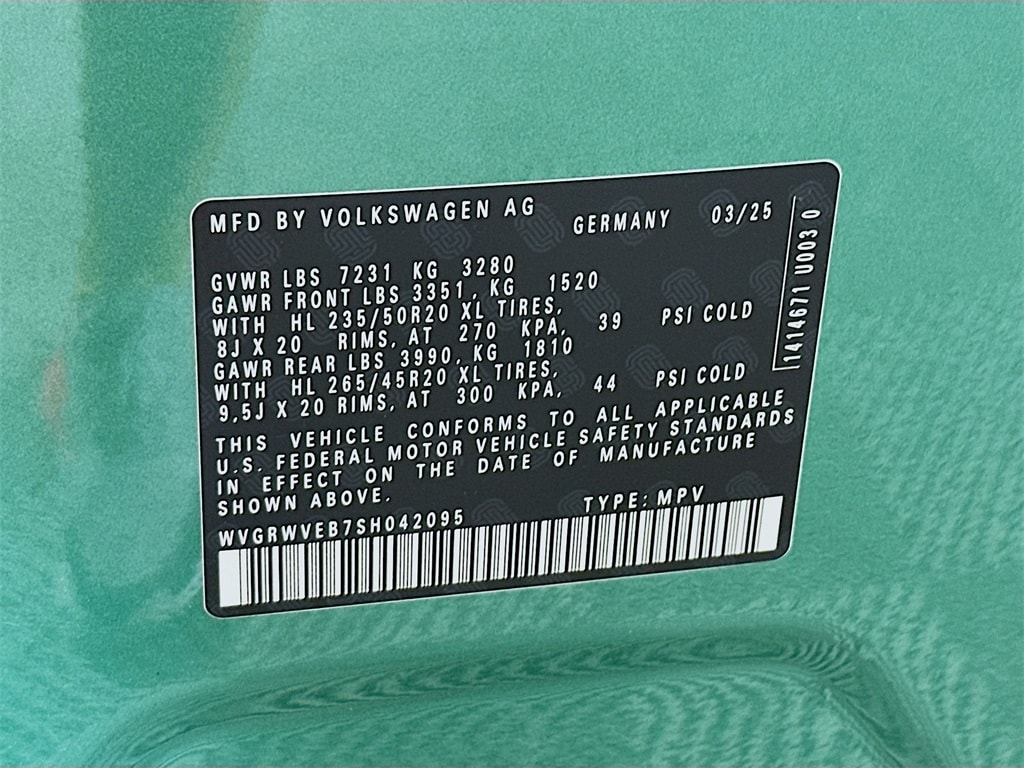 MFD BY VOLKSWAGEN AG GERMANY 03/25
GVWR LBS 7231 KG 3280
GAWR FRONT LBS 3351, KG 1520
WITH HL 235/50R20 XL TIRES,
8J X 20 RIMS, AT 270 KPA, 39 PSI COLD
GAWR REAR LBS 3990, KG 1810
WITH HL 265/45R20 XL TIRES,
9,5J X 20 RIMS, AT 300 KPA, 44 PSI COLD
THIS VEHICLE CONFORMS TO ALL APPLICABLE
U.S. FEDERAL MOTOR VEHICLE SAFETY STANDARDS
IN EFFECT ON THE DATE OF MANUFACTURE
SHOWN ABOVE.
WVGRWVEB7SH042095 TYPE: MPV
1414671 U003 0